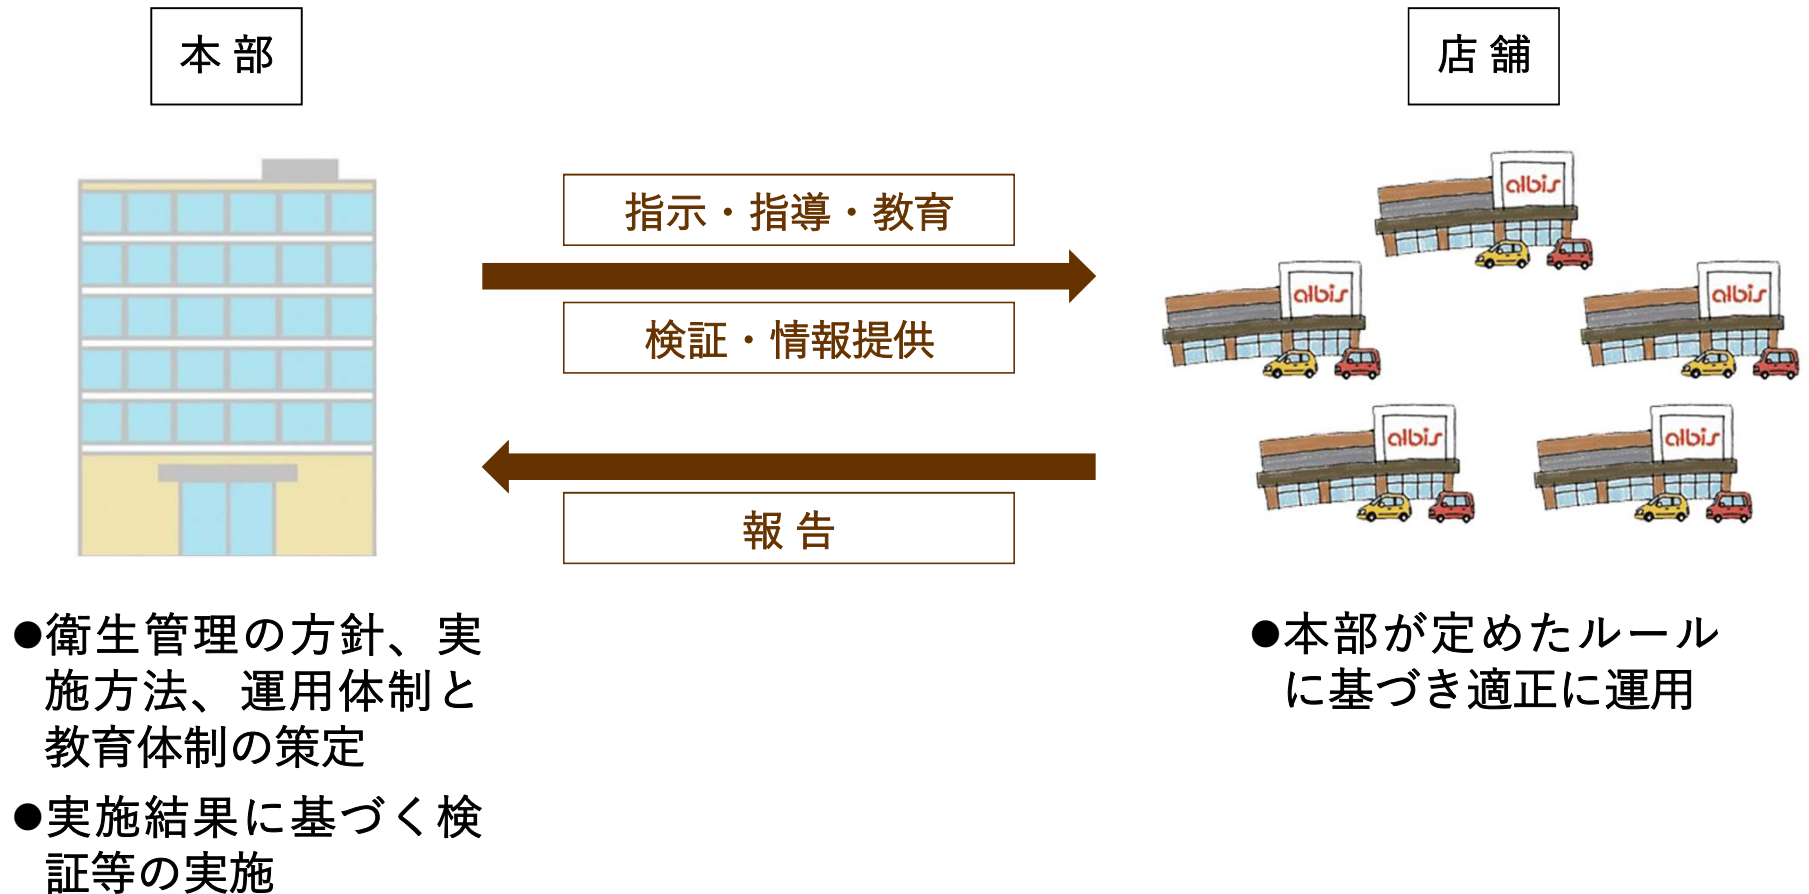 本部
店舗
指示・指導・教育
検証・情報提供
報告
albis
albis
albis
albis
albis
●衛生管理の方針、実
施方法、運用体制と
教育体制の策定
●実施結果に基づく検
証等の実施
●本部が定めたルール
に基づき適正に運用